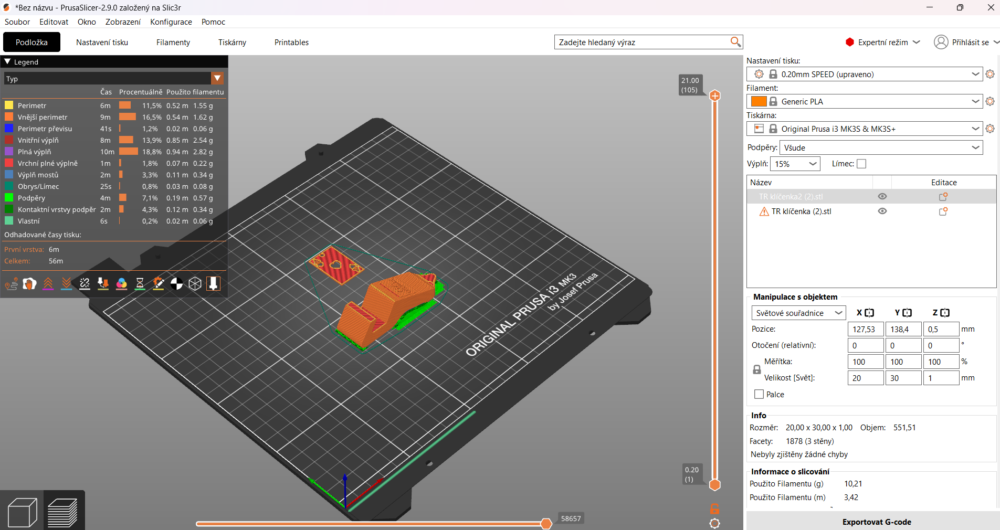 *Bez názvu - PrusaSlicer-2.9.0 založený na Slic3r
Soubor Editovat Okno Zobrazení Konfigurace Pomoc
Podložka Nastavení tisku Filamenty Tiskárny Printables
Zadejte hledaný výraz
Expertní režim Přihlásit se
Legend
Typ
Čas Procentuálně Použito filamentu
Perimetr 6m 11,5% 0.52 m 1.55 g
Vnější perimetr 9m 16,5% 0.54 m 1.62 g
Perimetr převisu 41s 1,2% 0.02 m 0.06 g
Vnitřní výplň 8m 13,9% 0.85 m 2.54 g
Plná výplň 10m 18,8% 0.94 m 2.82 g
Vrchní plné výplně 1m 1,8% 0.07 m 0.22 g
Výplň mostů 2m 3,3% 0.11 m 0.34 g
Obrys/Límec 25s 0,8% 0.03 m 0.08 g
Podpěry 4m 7,1% 0.19 m 0.57 g
Kontaktní vrstvy podpěr 2m 4,3% 0.12 m 0.34 g
Vlastní 6s 0,2% 0.02 m 0.06 g
Odhadované časy tisku:
První vrstva: 6m
Celkem: 56m
21.00
(105)
ORIGINAL PRUSA i3 MK3
by Josef Prusa
0.20
(1)
58657
Nastavení tisku:
0.20mm SPEED (upraveno)
Filament:
Generic PLA
Tiskárna:
Original Prusa i3 MK3S & MK3S+
Podpěry: Všude
Výplň: 15% Límec:
Název Editace
TR klíčenka2 (2).stl
TR klíčenka (2).stl
Manipulace s objektem
Světové souřadnice X Y Z
Pozice: 127,53 138,4 0,5 mm
Otočení (relativní): 0 0 0 °
Měřítka: 100 100 100 %
Velikost [Svět]: 20 30 1 mm
Palce
Info
Rozměr: 20,00 x 30,00 x 1,00 Objem: 551,51
Facety: 1878 (3 stěny)
Nebyly zjištěny žádné chyby
Informace o slicování
Použito Filamentu (g) 10,21
Použito Filamentu (m) 3,42
Exportovat G-code